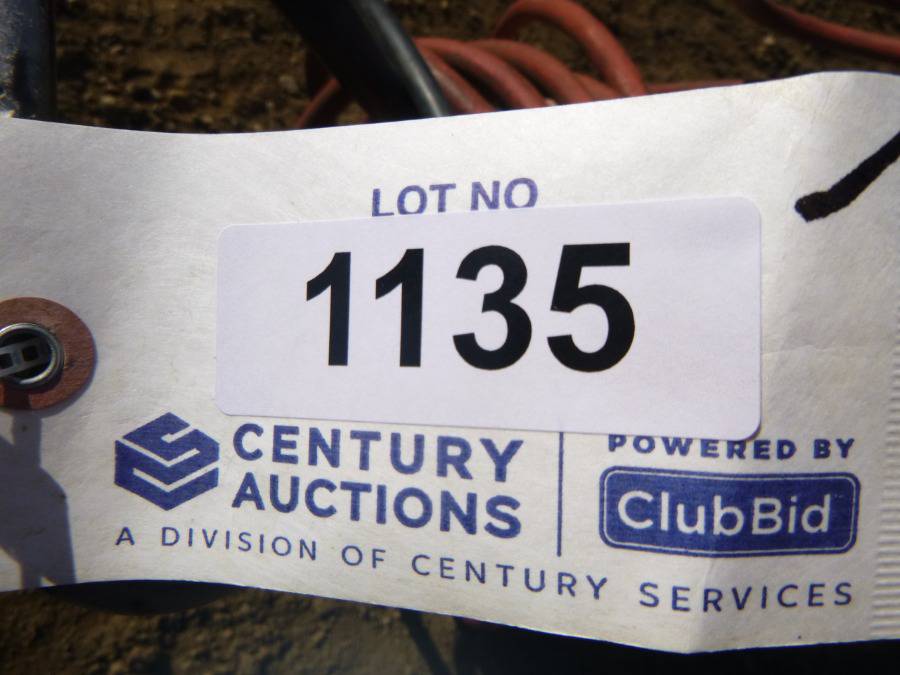 LOT NO
1135
CENTURY
AUCTIONS
A DIVISION OF CENTURY SERVICES
POWERED BY
ClubBid